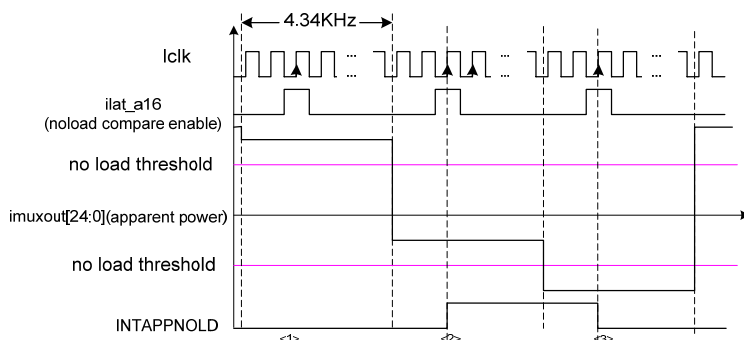 4.34KHz
lclk
... ... ...
ilat_a16
(noload compare enable)
no load threshold
imuxout[24:0](apparent power)
no load threshold
INTAPPNOLD
<1>